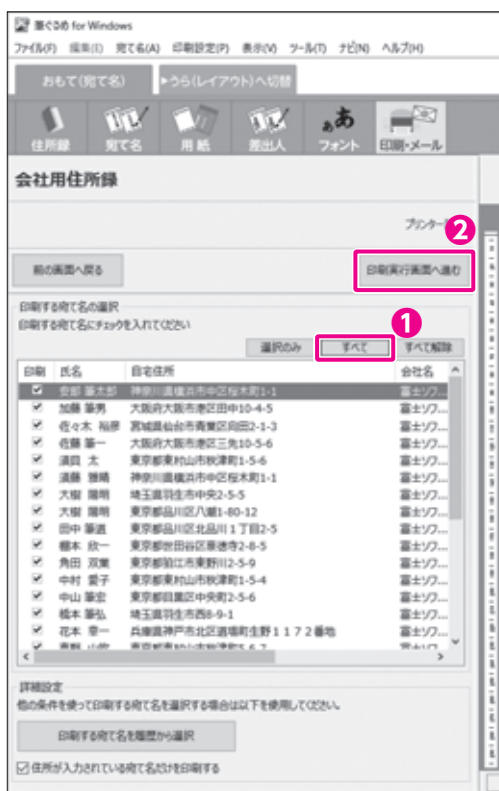 筆ぐるめ for Windows
ファイル(F) 編集(E) 宛て名(A) 印刷設定(P) 表示(V) ツール(T) ナビ(N) ヘルプ(H)
おもて(宛て名) ▶うら(レイアウト)へ切替
住所録 宛て名 用紙 差出人 フォント 印刷・メール
会社用住所録
2
前の画面へ戻る 印刷実行画面へ進む
印刷する宛て名の選択
印刷する宛て名にチェックを入れてください
1
選択のみ すべて すべて解除
印刷 氏名 自宅住所 会社名
安部 筆太郎 神奈川県横浜市中区桜木町1-1 富士ソフ...
加藤 筆男 大阪府大阪市港区田中10-4-5 富士ソフ...
佐々木 裕彦 宮城県仙台市青葉区向田2-1-3 富士ソフ...
佐藤 筆一 大阪府大阪市港区三先10-5-6 富士ソフ...
須貝 太 東京都東村山市秋津町1-5-6 富士ソフ...
須藤 雅晴 神奈川県横浜市中区桜木町1-1 富士ソフ...
大樹 陽明 埼玉県羽生市中央2-5-5 富士ソフ...
大樹 陽明 東京都品川区八潮1-80-12 富士ソフ...
田中 筆道 東京都品川区北品川1丁目2-5 富士ソフ...
棚本 欣一 東京都世田谷区豪徳寺2-8-5 富士ソフ...
角田 双葉 東京都狛江市東野川2-5-9 富士ソフ...
中村 愛子 東京都東村山市秋津町1-5-4 富士ソフ...
中山 筆宏 東京都目黒区中央町2-5-6 富士ソフ...
橋本 筆弘 埼玉県羽生市西8-9-1 富士ソフ...
花本 章一 兵庫県神戸市北区道場町生野1172番地 富士ソフ...
詳細設定
他の条件を使って印刷する宛て名を選択する場合は以下を使用してください。
印刷する宛て名を履歴から選択
住所が入力されている宛て名だけを印刷する